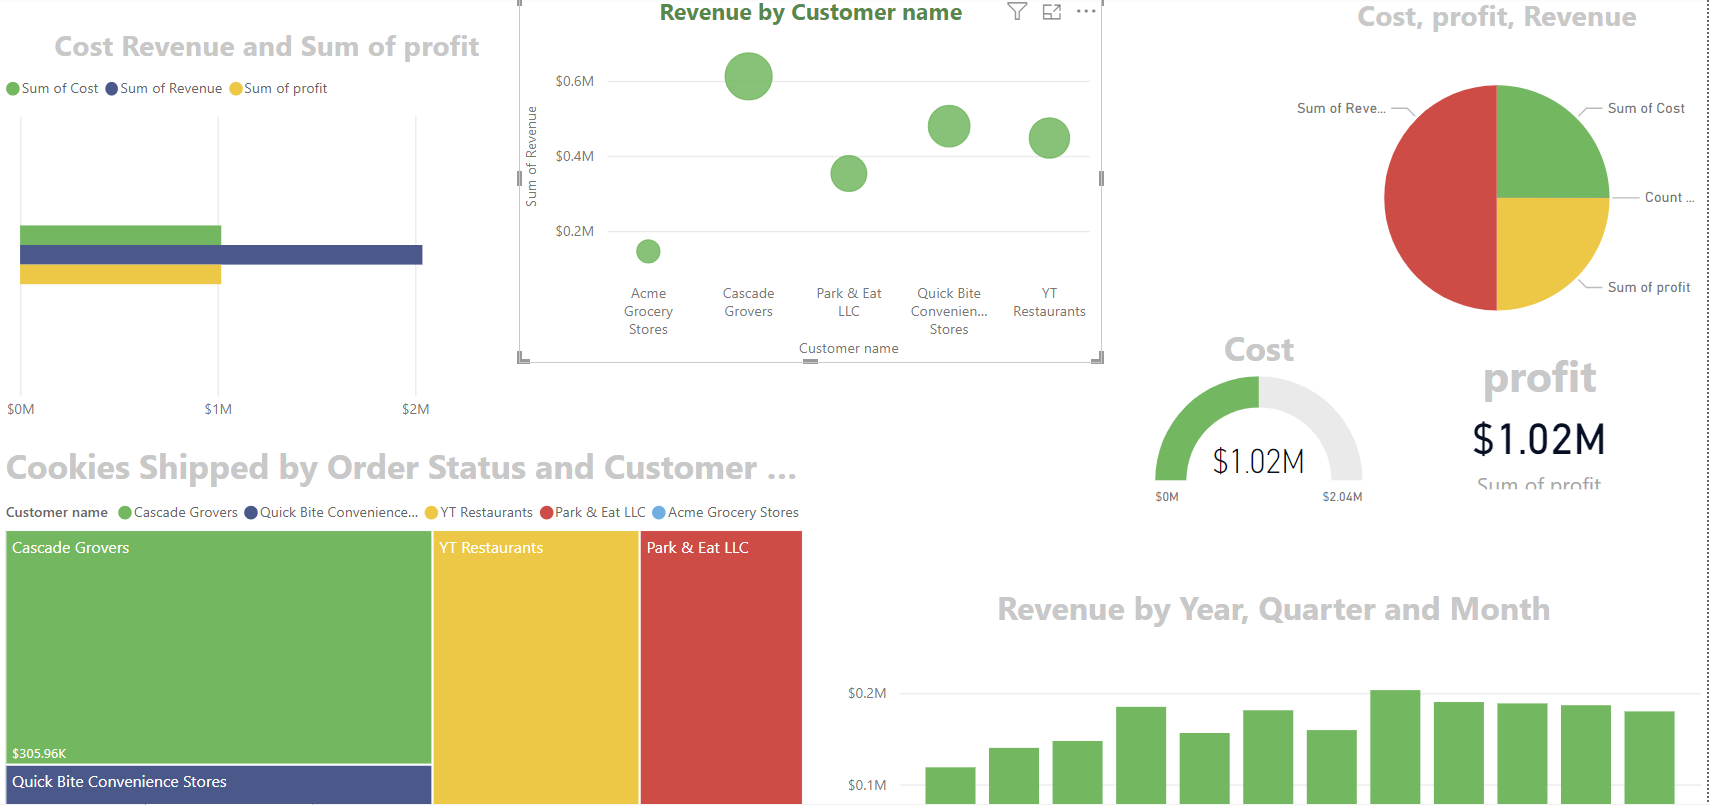 Cost Revenue and Sum of profit
Sum of Cost Sum of Revenue Sum of profit
$0M $1M $2M
Revenue by Customer name
Sum of Revenue
$0.6M
$0.4M
$0.2M
Acme Grocery Stores
Cascade Grovers
Park & Eat LLC
Quick Bite Convenien... Stores
YT Restaurants
Customer name
Cost, profit, Revenue
Sum of Reve...
Sum of Cost
Count ...
Sum of profit
Cost
$1.02M
$0M $2.04M
profit
$1.02M
Sum of profit
Cookies Shipped by Order Status and Customer ...
Customer name Cascade Grovers Quick Bite Convenience... YT Restaurants Park & Eat LLC Acme Grocery Stores
Cascade Grovers
$305.96K
Quick Bite Convenience Stores
YT Restaurants
Park & Eat LLC
Revenue by Year, Quarter and Month
$0.2M
$0.1M